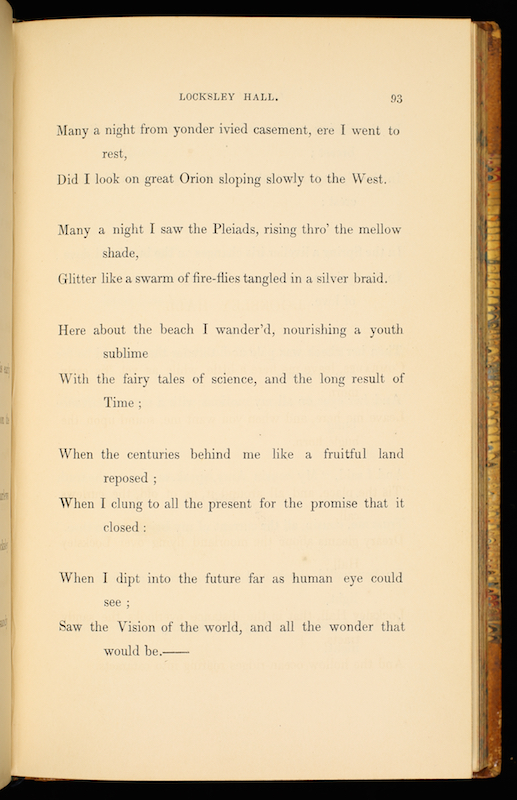 LOCKSLEY HALL. 93
Many a night from yonder ivied casement, ere I went to
rest,
Did I look on great Orion sloping slowly to the West.
Many a night I saw the Pleiads, rising thro' the mellow
shade,
Glitter like a swarm of fire-flies tangled in a silver braid.
Here about the beach I wander'd, nourishing a youth
sublime
With the fairy tales of science, and the long result of
Time ;
When the centuries behind me like a fruitful land
reposed ;
When I clung to all the present for the promise that it
closed :
When I dipt into the future far as human eye could
see ;
Saw the Vision of the world, and all the wonder that
would be.——